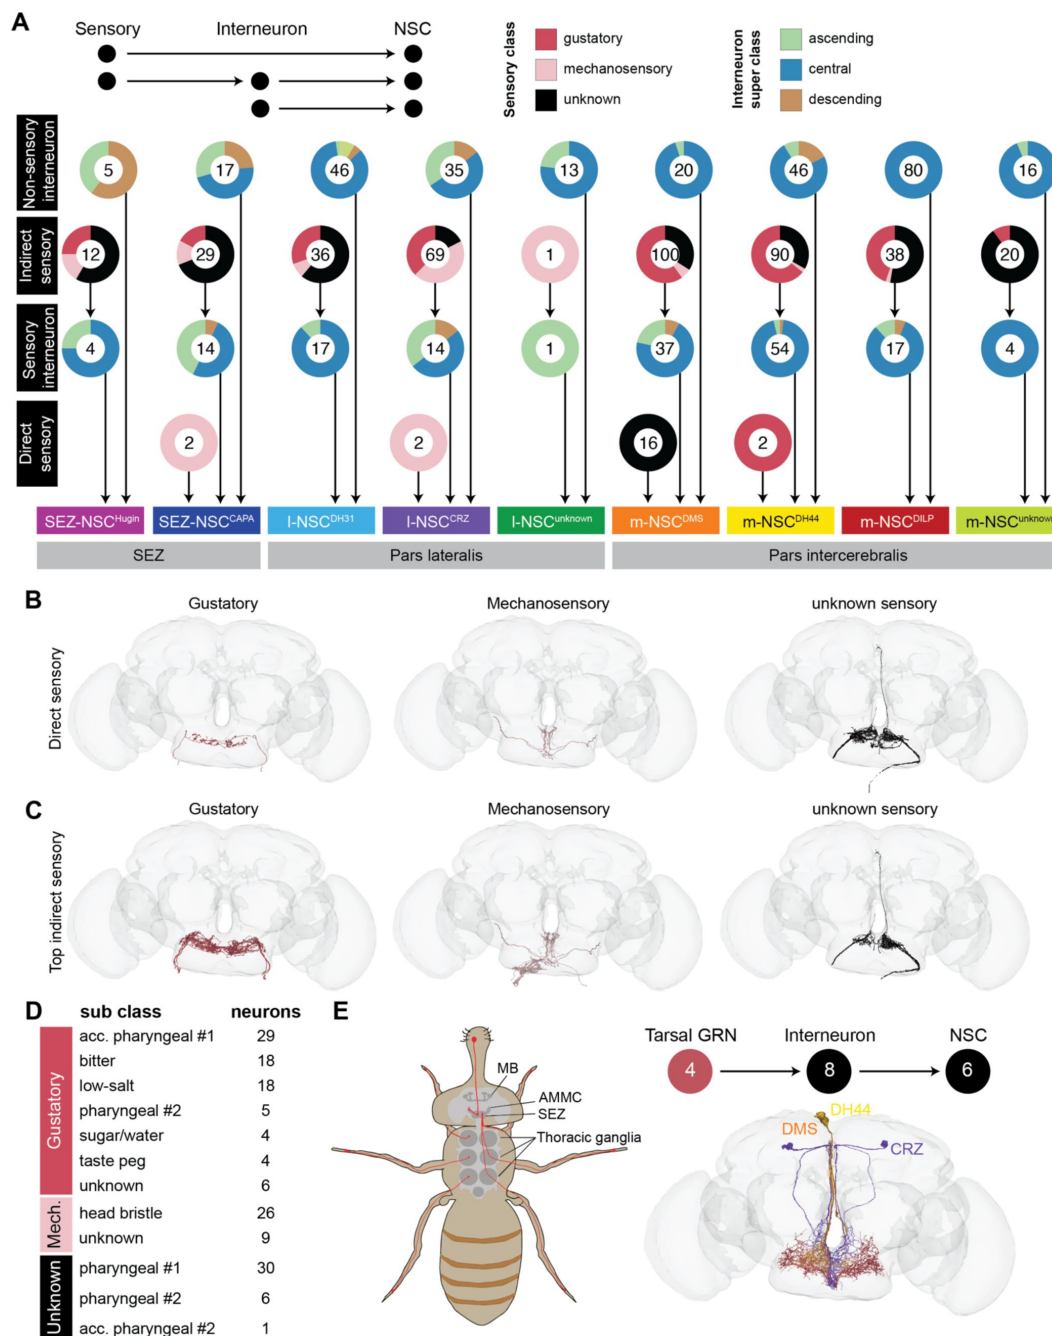 A
Sensory Interneuron NSC
Sensory class
gustatory
mechanosensory
unknown
Interneuron
super class
ascending
central
descending
Non-sensory
interneuron
5 17 46 35 13 20 46 80 16
Indirect
sensory
12 29 36 69 1 100 90 38 20
Sensory
interneuron
4 14 17 14 1 37 54 17 4
Direct
sensory
2 2 16 2
SEZ-NSCHugin SEZ-NSCCAPA l-NSCDH31 l-NSCCRZ l-NSCunknown m-NSCDMS m-NSCDH44 m-NSCDILP m-NSCunknown
SEZ Pars lateralis Pars intercerebralis
B
Gustatory Mechanosensory unknown sensory
Direct sensory
C
Gustatory Mechanosensory unknown sensory
Top indirect sensory
D
sub class neurons
Gustatory
acc. pharyngeal #1 29
bitter 18
low-salt 18
pharyngeal #2 5
sugar/water 4
taste peg 4
unknown 6
Mech.
head bristle 26
unknown 9
Unknown
pharyngeal #1 30
pharyngeal #2 6
acc. pharyngeal #2 1
E
MB
AMMC
SEZ
Thoracic ganglia
Tarsal GRN Interneuron NSC
4 8 6
DH44
DMS
CRZ